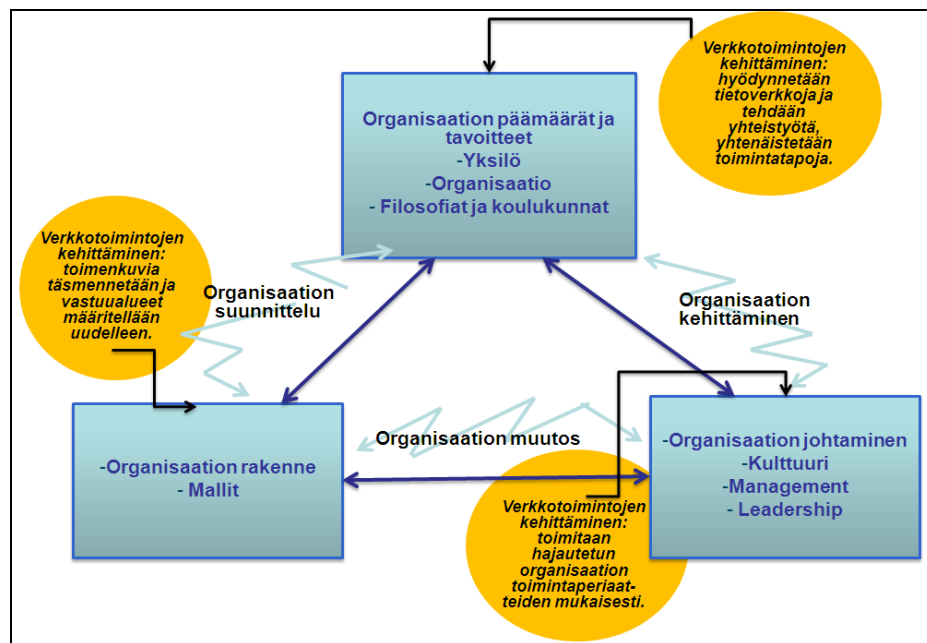 Verkkotoimintojen
kehittäminen:
hyödynnetään
tietoverkkoja ja
tehdään
yhteistyötä,
yhtenäistetään
toimintatapoja.
Organisaation päämäärät ja
tavoitteet
-Yksilö
-Organisaatio
- Filosofiat ja koulukunnat
Verkkotoimintojen
kehittäminen:
toimenkuvia
täsmennetään ja
vastuualueet
määritellään
uudelleen.
Organisaation
suunnittelu
Organisaation
kehittäminen
Organisaation muutos
-Organisaation rakenne
- Mallit
-Organisaation johtaminen
-Kulttuuri
-Management
- Leadership
Verkkotoimintojen
kehittäminen:
toimitaan
hajautetun
organisaation
toimintaperiaat-
teiden mukaisesti.